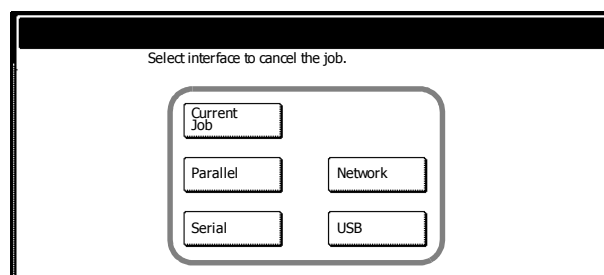 Select interface to cancel the job.
Current
Job
Parallel
Network
Serial
USB